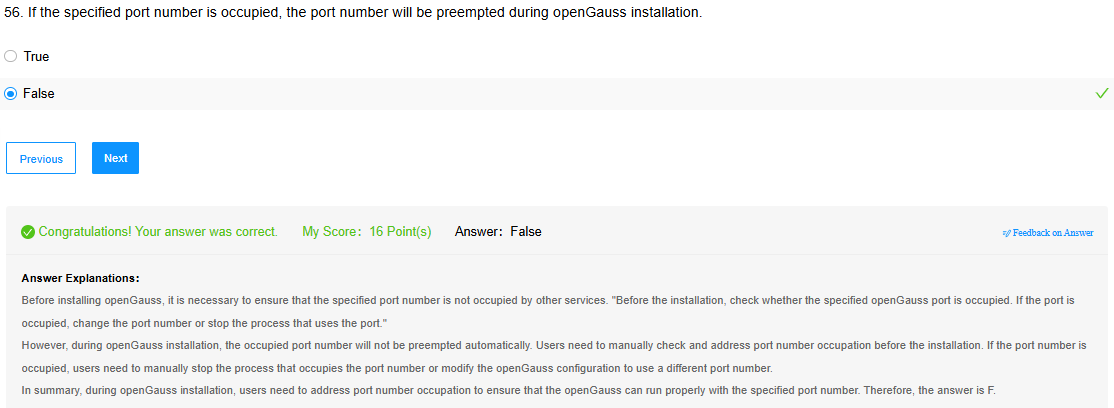 56. If the specified port number is occupied, the port number will be preempted during openGauss installation.
True
False
Previous
Next
Congratulations! Your answer was correct. My Score: 16 Point(s) Answer: False Feedback on Answer
Answer Explanations:
Before installing openGauss, it is necessary to ensure that the specified port number is not occupied by other services. "Before the installation, check whether the specified openGauss port is occupied. If the port is
occupied, change the port number or stop the process that uses the port."
However, during openGauss installation, the occupied port number will not be preempted automatically. Users need to manually check and address port number occupation before the installation. If the port number is
occupied, users need to manually stop the process that occupies the port number or modify the openGauss configuration to use a different port number.
In summary, during openGauss installation, users need to address port number occupation to ensure that the openGauss can run properly with the specified port number. Therefore, the answer is F.